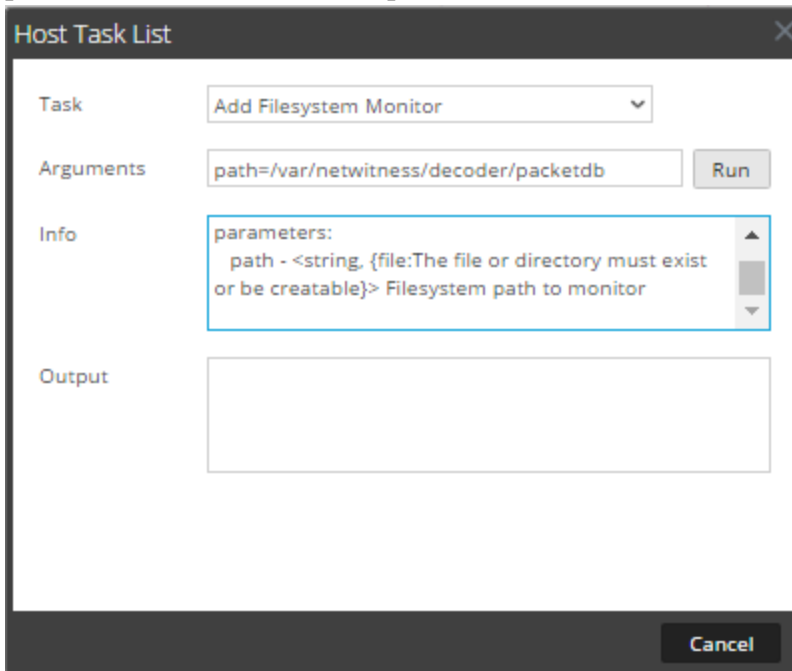 Host Task List
Task
Add Filesystem Monitor
Arguments
path=/var/netwitness/decoder/packetdb
Run
Info
parameters:
path - <string, {file:The file or directory must exist
or be creatable}> Filesystem path to monitor
Output
Cancel